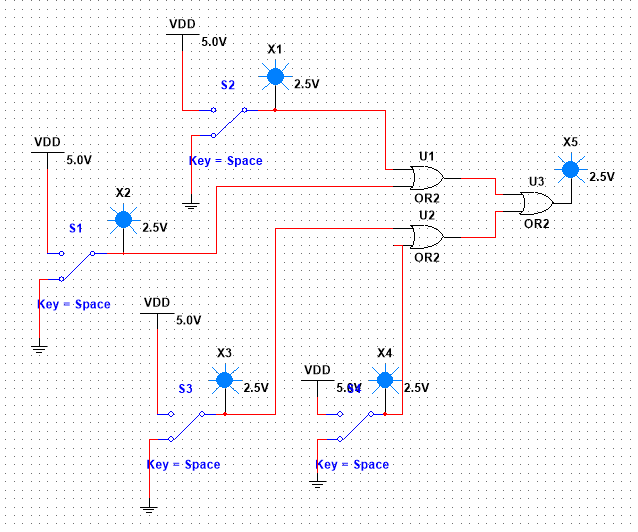 VDD
5.0V
X1
2.5V
S2
Key = Space
VDD
5.0V
X2
2.5V
S1
Key = Space
U1
OR2
U2
OR2
U3
OR2
X5
2.5V
VDD
5.0V
X3
2.5V
S3
Key = Space
VDD
5.0V
S4
X4
2.5V
Key = Space